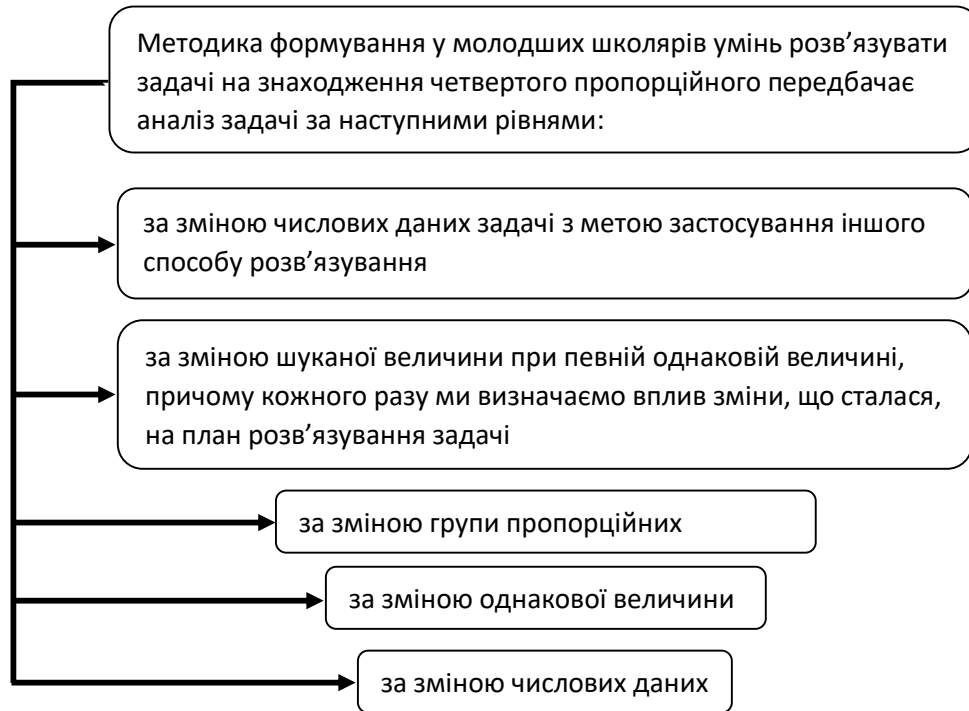 Методика формування у молодших школярів умінь розв’язувати
задачі на знаходження четвертого пропорційного передбачає
аналіз задачі за наступними рівнями:
за зміною числових даних задачі з метою застосування іншого
способу розв’язування
за зміною шуканої величини при певній однаковій величині,
причому кожного разу ми визначаємо вплив зміни, що сталася,
на план розв’язування задачі
за зміною групи пропорційних
за зміною однакової величини
за зміною числових даних